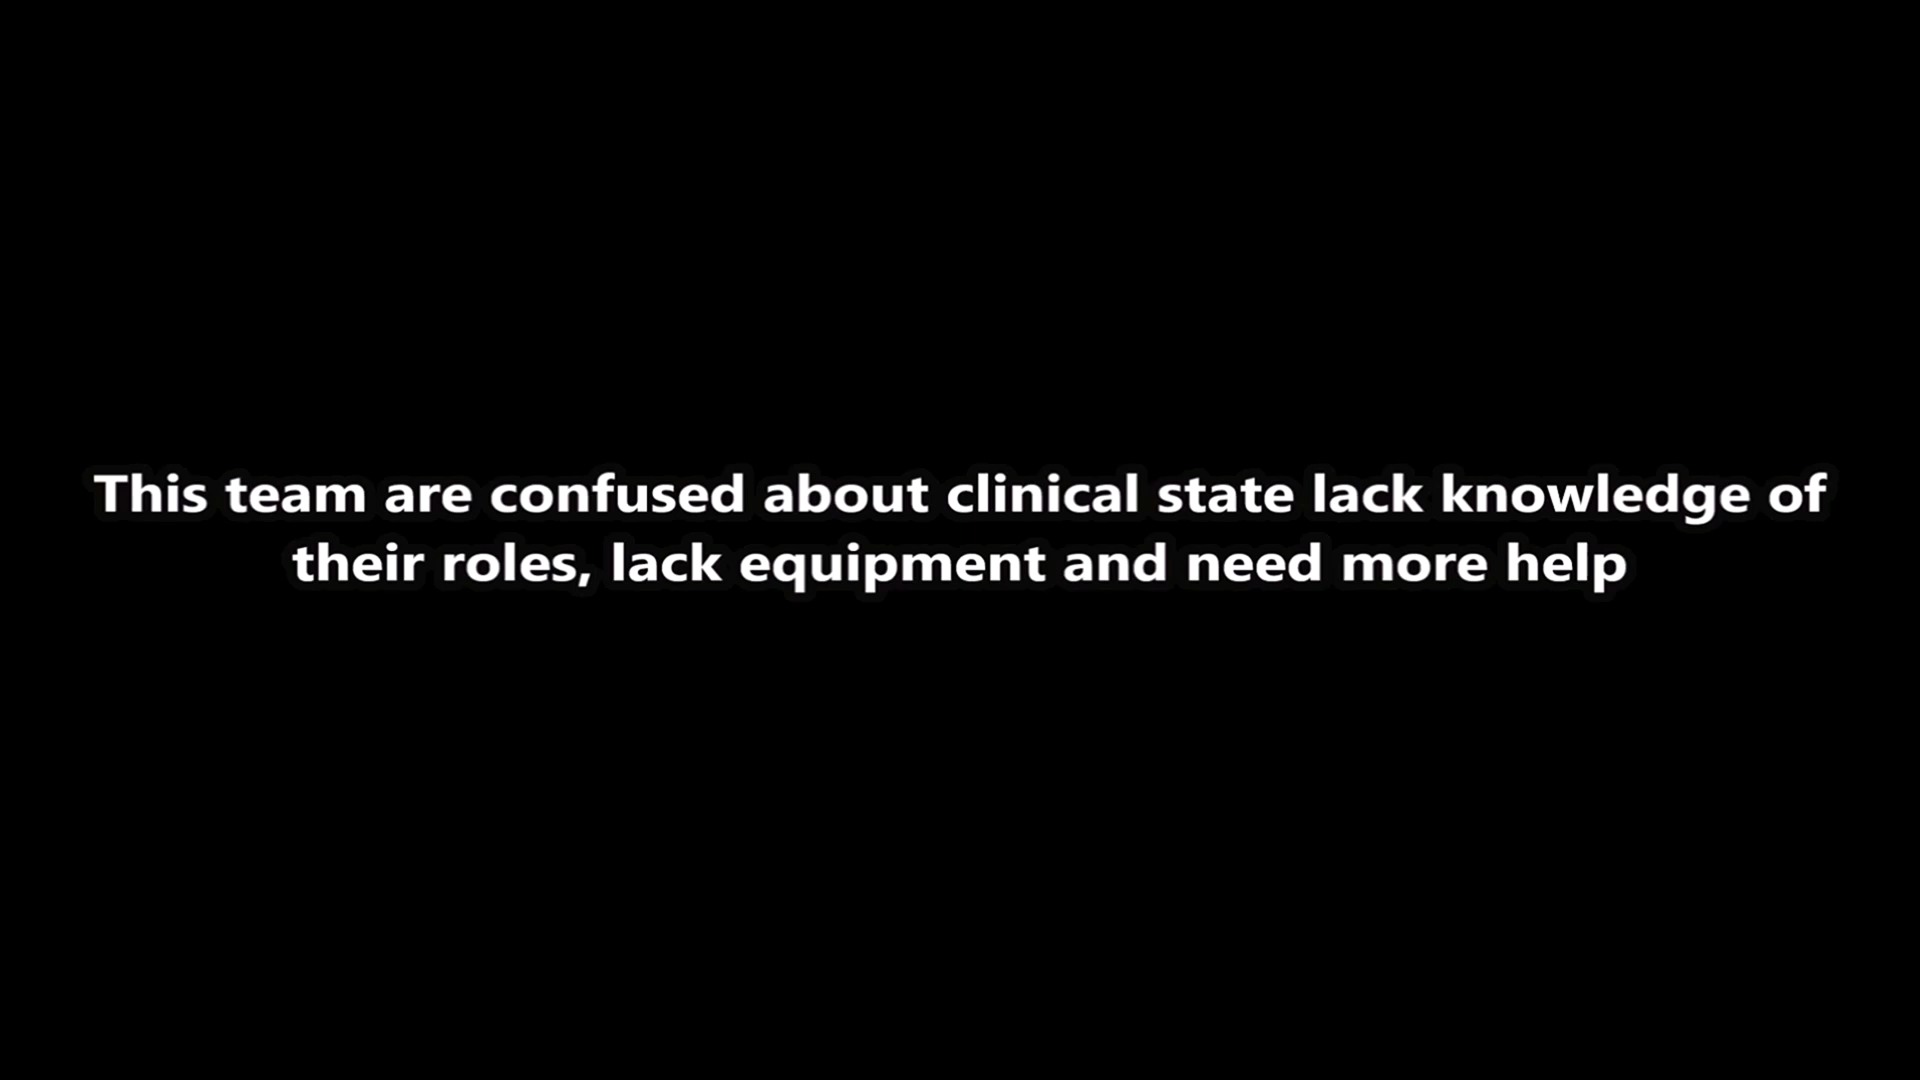 This team are confused about clinical state lack knowledge of
their roles, lack equipment and need more help